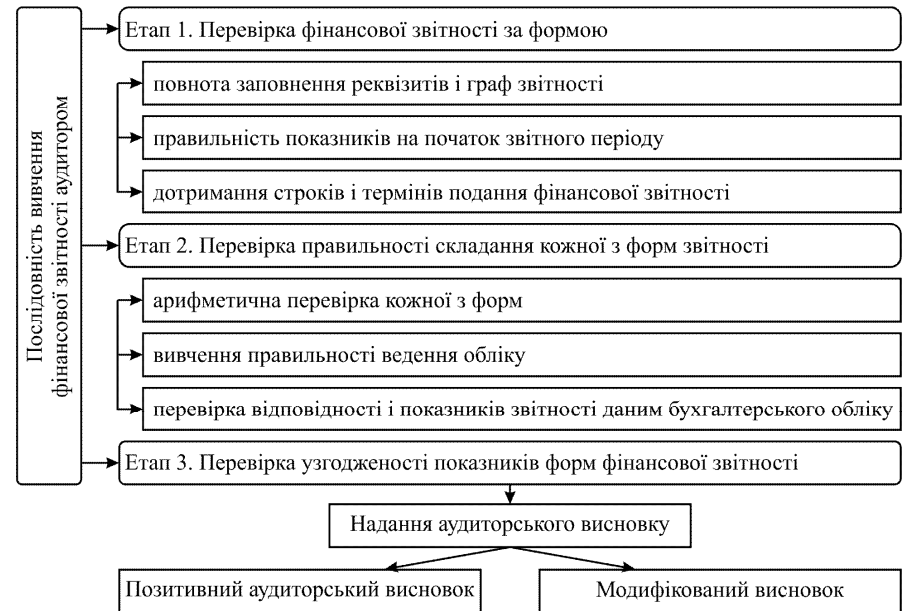 Послідовність вивчення
фінансової звітності аудитором
Етап 1. Перевірка фінансової звітності за формою
повнота заповнення реквізитів і граф звітності
правильність показників на початок звітного періоду
дотримання строків і термінів подання фінансової звітності
Етап 2. Перевірка правильності складання кожної з форм звітності
арифметична перевірка кожної з форм
вивчення правильності ведення обліку
перевірка відповідності і показників звітності даним бухгалтерського обліку
Етап 3. Перевірка узгодженості показників форм фінансової звітності
Надання аудиторського висновку
Позитивний аудиторський висновок
Модифікований висновок